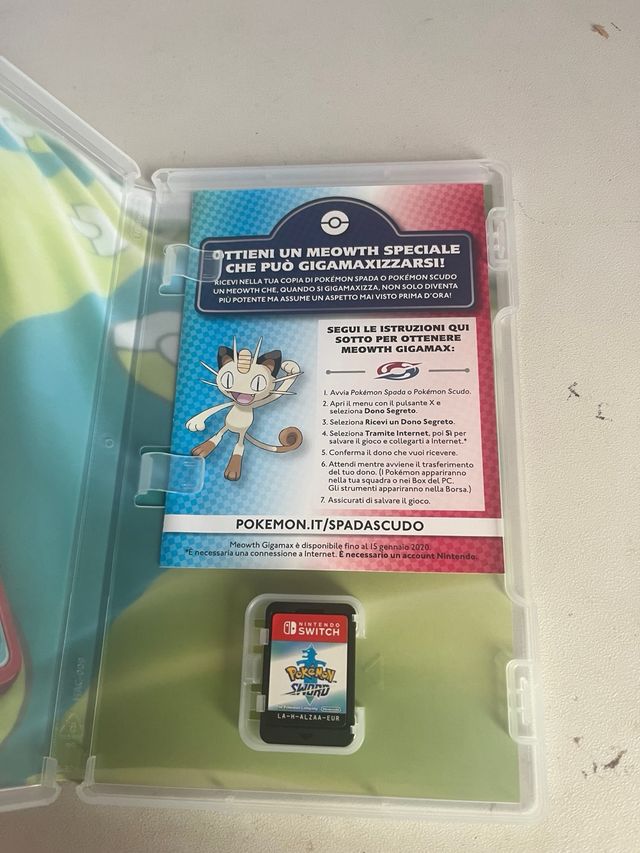 OTTIENI UN MEOWTH SPECIALE
CHE PUÒ GIGAMAXIZZARSI!
RICEVI NELLA TUA COPIA DI POKÉMON SPADA O POKÉMON SCUDO
UN MEOWTH CHE, QUANDO SI GIGAMAXIZZA, NON SOLO DIVENTA
PIÙ POTENTE MA ASSUME UN ASPETTO MAI VISTO PRIMA D'ORA!
SEGUI LE ISTRUZIONI QUI
SOTTO PER OTTENERE
MEOWTH GIGAMAX:
1. Avvia Pokémon Spada o Pokémon Scudo.
2. Apri il menu con il pulsante X e
seleziona Dono Segreto.
3. Seleziona Ricevi un Dono Segreto.
4. Seleziona Tramite Internet, poi Sì per
salvare il gioco e collegarti a Internet.*
5. Conferma il dono che vuoi ricevere.
6. Attendi mentre avviene il trasferimento
del tuo dono. (I Pokémon appariranno
nella tua squadra o nei Box del PC.
Gli strumenti appariranno nella Borsa.)
7. Assicurati di salvare il gioco.
POKEMON.IT/SPADASCUDO
Meowth Gigamax è disponibile fino al 15 gennaio 2020.
*È necessaria una connessione a Internet. È necessario un account Nintendo.
NINTENDO
SWITCH
POKÉMON
SWORD
The Pokémon Company Nintendo
LA-H-ALZAA-EUR